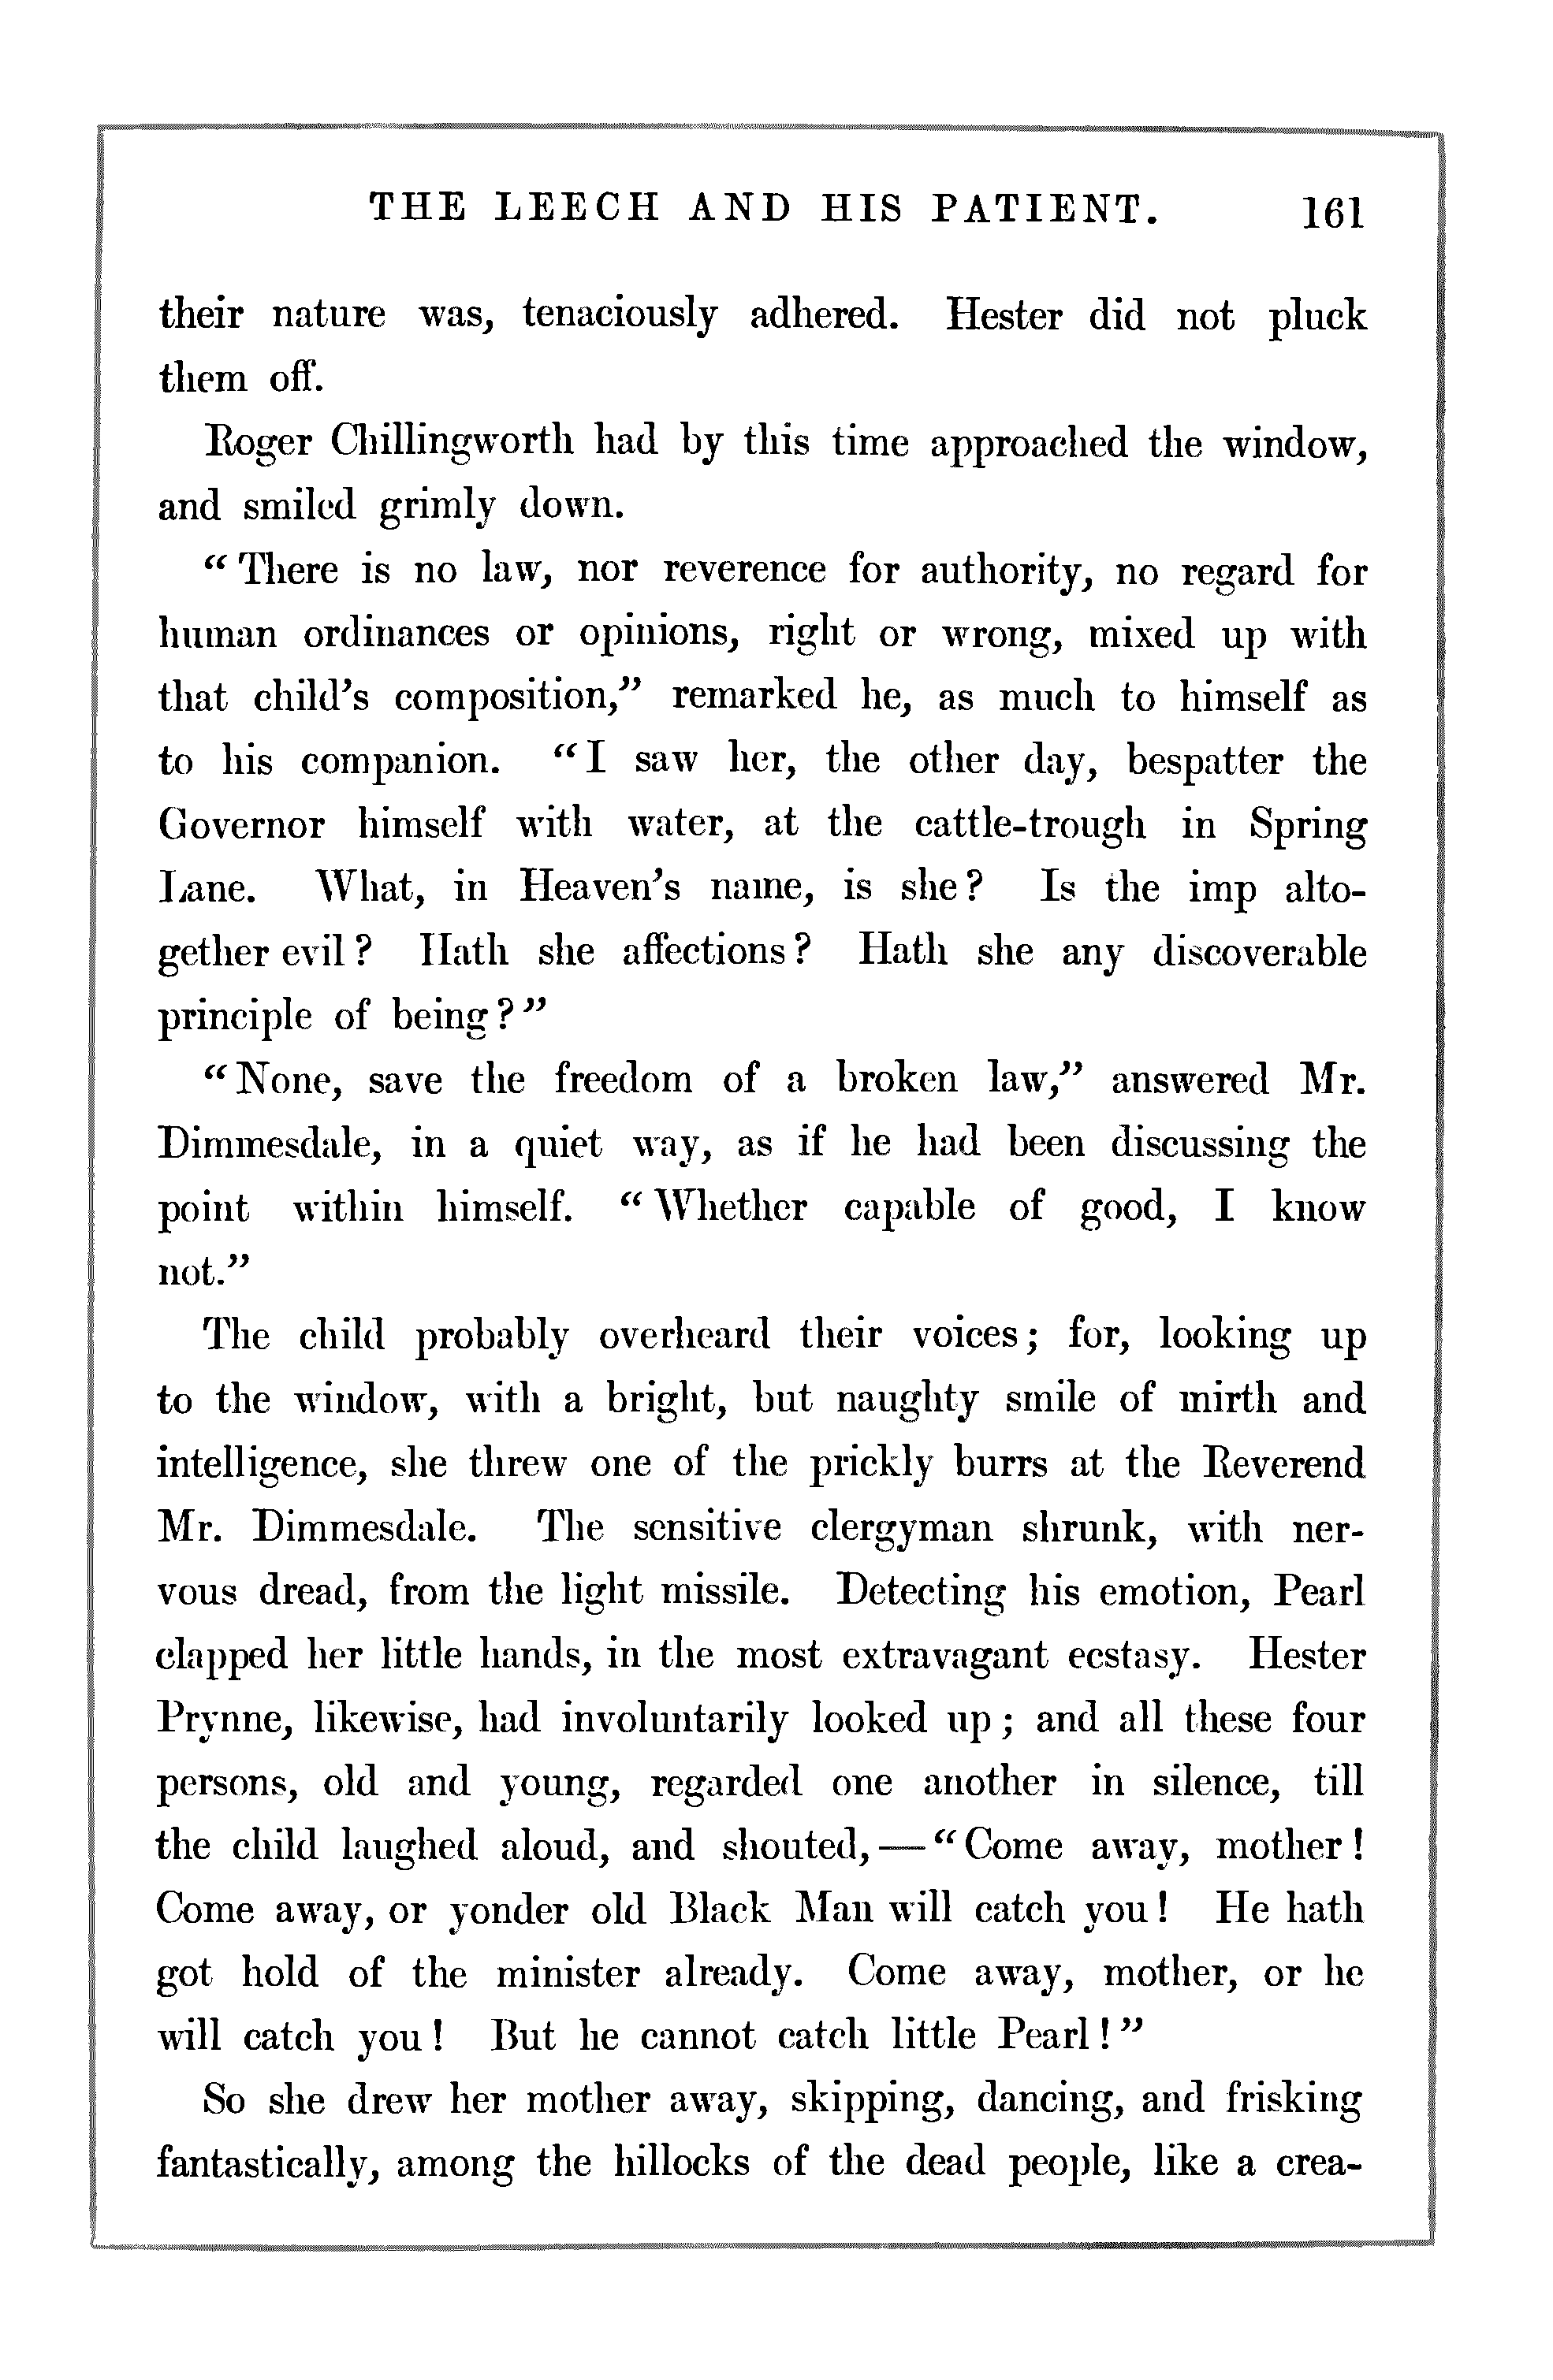 THE LEECH AND HIS PATIENT. 161
their nature was, tenaciously adhered. Hester did not pluck
them off.
Roger Chillingworth had by this time approached the window,
and smiled grimly down.
“There is no law, nor reverence for authority, no regard for
human ordinances or opinions, right or wrong, mixed up with
that child’s composition,” remarked he, as much to himself as
to his companion. “I saw her, the other day, bespatter the
Governor himself with water, at the cattle-trough in Spring
Lane. What, in Heaven’s name, is she? Is the imp alto-
gether evil? Hath she affections? Hath she any discoverable
principle of being?”
“None, save the freedom of a broken law,” answered Mr.
Dimmesdale, in a quiet way, as if he had been discussing the
point within himself. “Whether capable of good, I know
not.”
The child probably overheard their voices; for, looking up
to the window, with a bright, but naughty smile of mirth and
intelligence, she threw one of the prickly burrs at the Reverend
Mr. Dimmesdale. The sensitive clergyman shrunk, with ner-
vous dread, from the light missile. Detecting his emotion, Pearl
clapped her little hands, in the most extravagant ecstasy. Hester
Prynne, likewise, had involuntarily looked up; and all these four
persons, old and young, regarded one another in silence, till
the child laughed aloud, and shouted,—“Come away, mother!
Come away, or yonder old Black Man will catch you! He hath
got hold of the minister already. Come away, mother, or he
will catch you! But he cannot catch little Pearl!”
So she drew her mother away, skipping, dancing, and frisking
fantastically, among the hillocks of the dead people, like a crea-